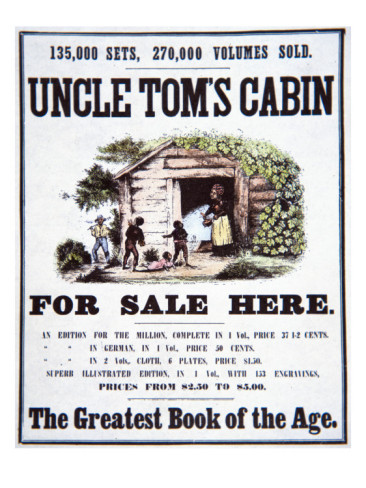 135,000 SETS, 270,000 VOLUMES SOLD.
UNCLE TOM'S CABIN
FOR SALE HERE.
AN EDITION FOR THE MILLION, COMPLETE IN 1 Vol., PRICE 37 1-2 CENTS.
" " IN GERMAN, IN 1 Vol., PRICE 50 CENTS.
" " IN 2 Vols., CLOTH, 6 PLATES, PRICE $1.50.
SUPERB ILLUSTRATED EDITION, IN 1 Vol., WITH 153 ENGRAVINGS,
PRICES FROM $2.50 TO $5.00.
The Greatest Book of the Age.